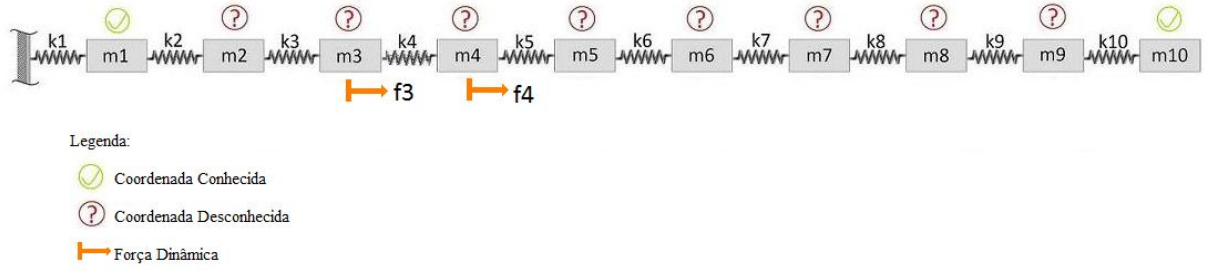 k1 k2 k3 k4 k5 k6 k7 k8 k9 k10
m1 m2 m3 m4 m5 m6 m7 m8 m9 m10
f3 f4
Legenda:
Coordenada Conhecida
? Coordenada Desconhecida
Força Dinâmica